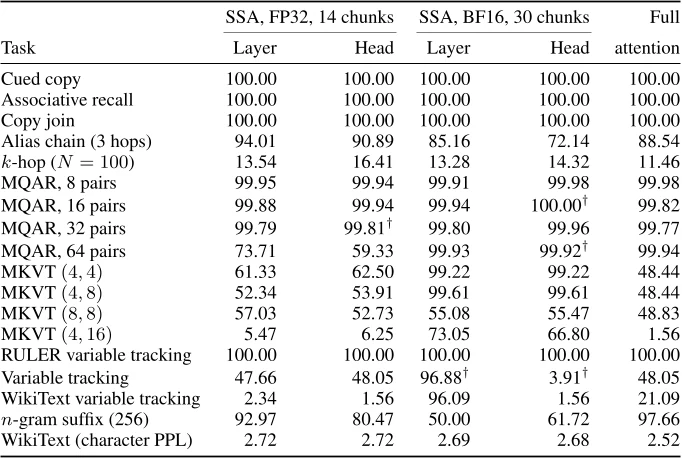 SSA, FP32, 14 chunks SSA, BF16, 30 chunks Full
Task Layer Head Layer Head attention
Cued copy 100.00 100.00 100.00 100.00 100.00
Associative recall 100.00 100.00 100.00 100.00 100.00
Copy join 100.00 100.00 100.00 100.00 100.00
Alias chain (3 hops) 94.01 90.89 85.16 72.14 88.54
k-hop (N = 100) 13.54 16.41 13.28 14.32 11.46
MQAR, 8 pairs 99.95 99.94 99.91 99.98 99.98
MQAR, 16 pairs 99.88 99.94 99.94 100.00† 99.82
MQAR, 32 pairs 99.79 99.81† 99.80 99.96 99.77
MQAR, 64 pairs 73.71 59.33 99.93 99.92† 99.94
MKVT (4, 4) 61.33 62.50 99.22 99.22 48.44
MKVT (4, 8) 52.34 53.91 99.61 99.61 48.44
MKVT (8, 8) 57.03 52.73 55.08 55.47 48.83
MKVT (4, 16) 5.47 6.25 73.05 66.80 1.56
RULER variable tracking 100.00 100.00 100.00 100.00 100.00
Variable tracking 47.66 48.05 96.88† 3.91† 48.05
WikiText variable tracking 2.34 1.56 96.09 1.56 21.09
n-gram suffix (256) 92.97 80.47 50.00 61.72 97.66
WikiText (character PPL) 2.72 2.72 2.69 2.68 2.52